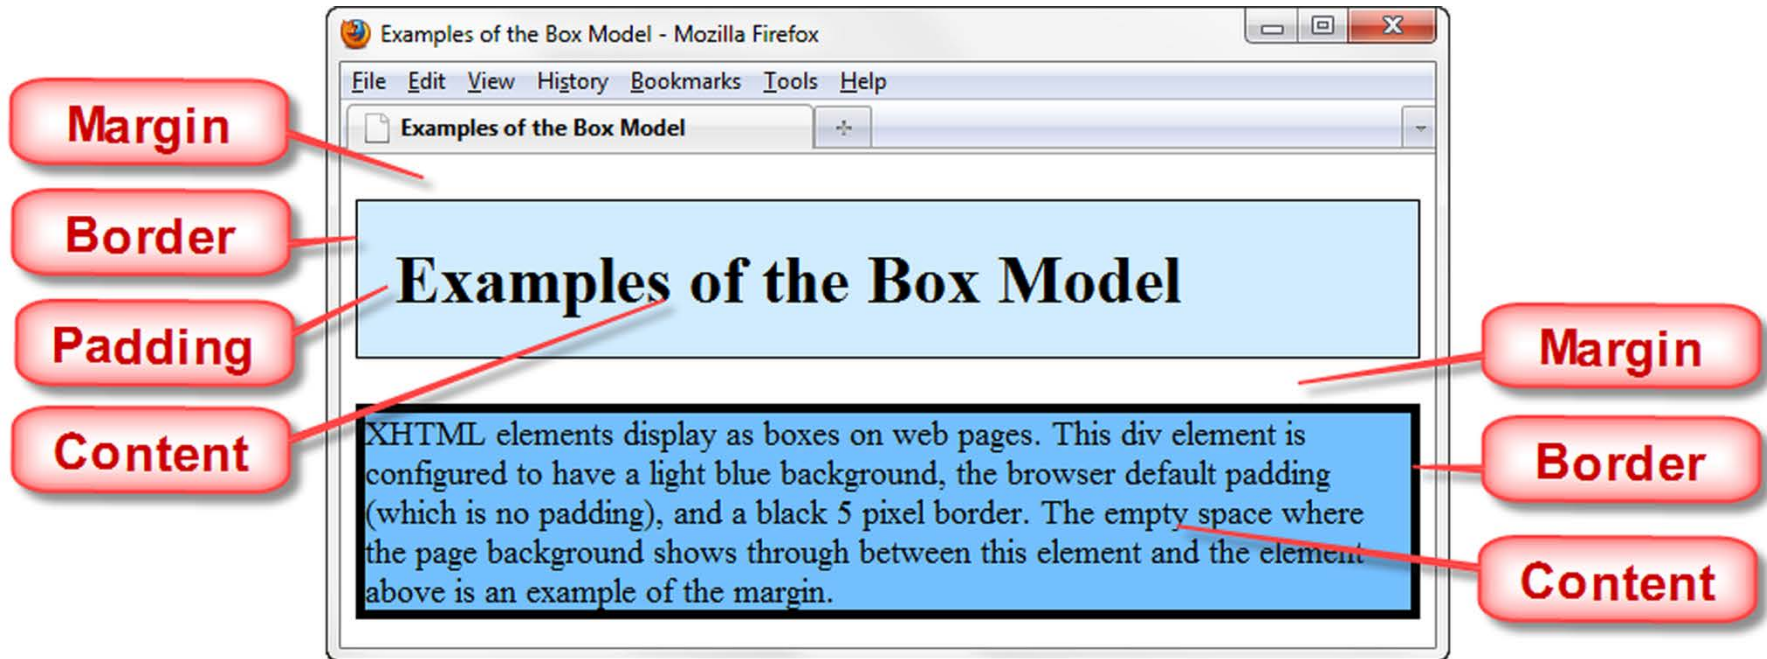 Examples of the Box Model - Mozilla Firefox
File Edit View History Bookmarks Tools Help
Examples of the Box Model
Margin
Border
Padding
Content
Examples of the Box Model
XHTML elements display as boxes on web pages. This div element is
configured to have a light blue background, the browser default padding
(which is no padding), and a black 5 pixel border. The empty space where
the page background shows through between this element and the element
above is an example of the margin.
Margin
Border
Content